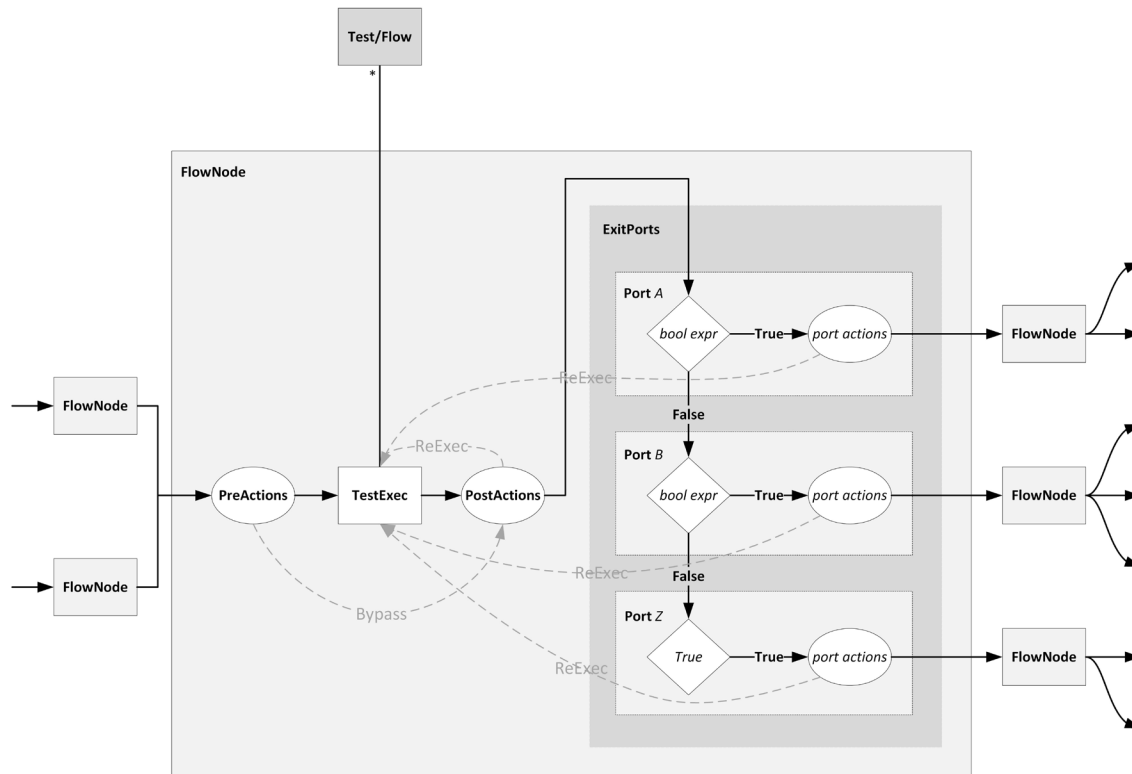 Test/Flow
*
FlowNode
ExitPorts
Port A
bool expr
True
port actions
FlowNode
ReExec
False
FlowNode
ReExec
Port B
PreActions
TestExec
PostActions
bool expr
True
port actions
FlowNode
ReExec
False
FlowNode
Bypass
Port Z
True
True
port actions
FlowNode
ReExec